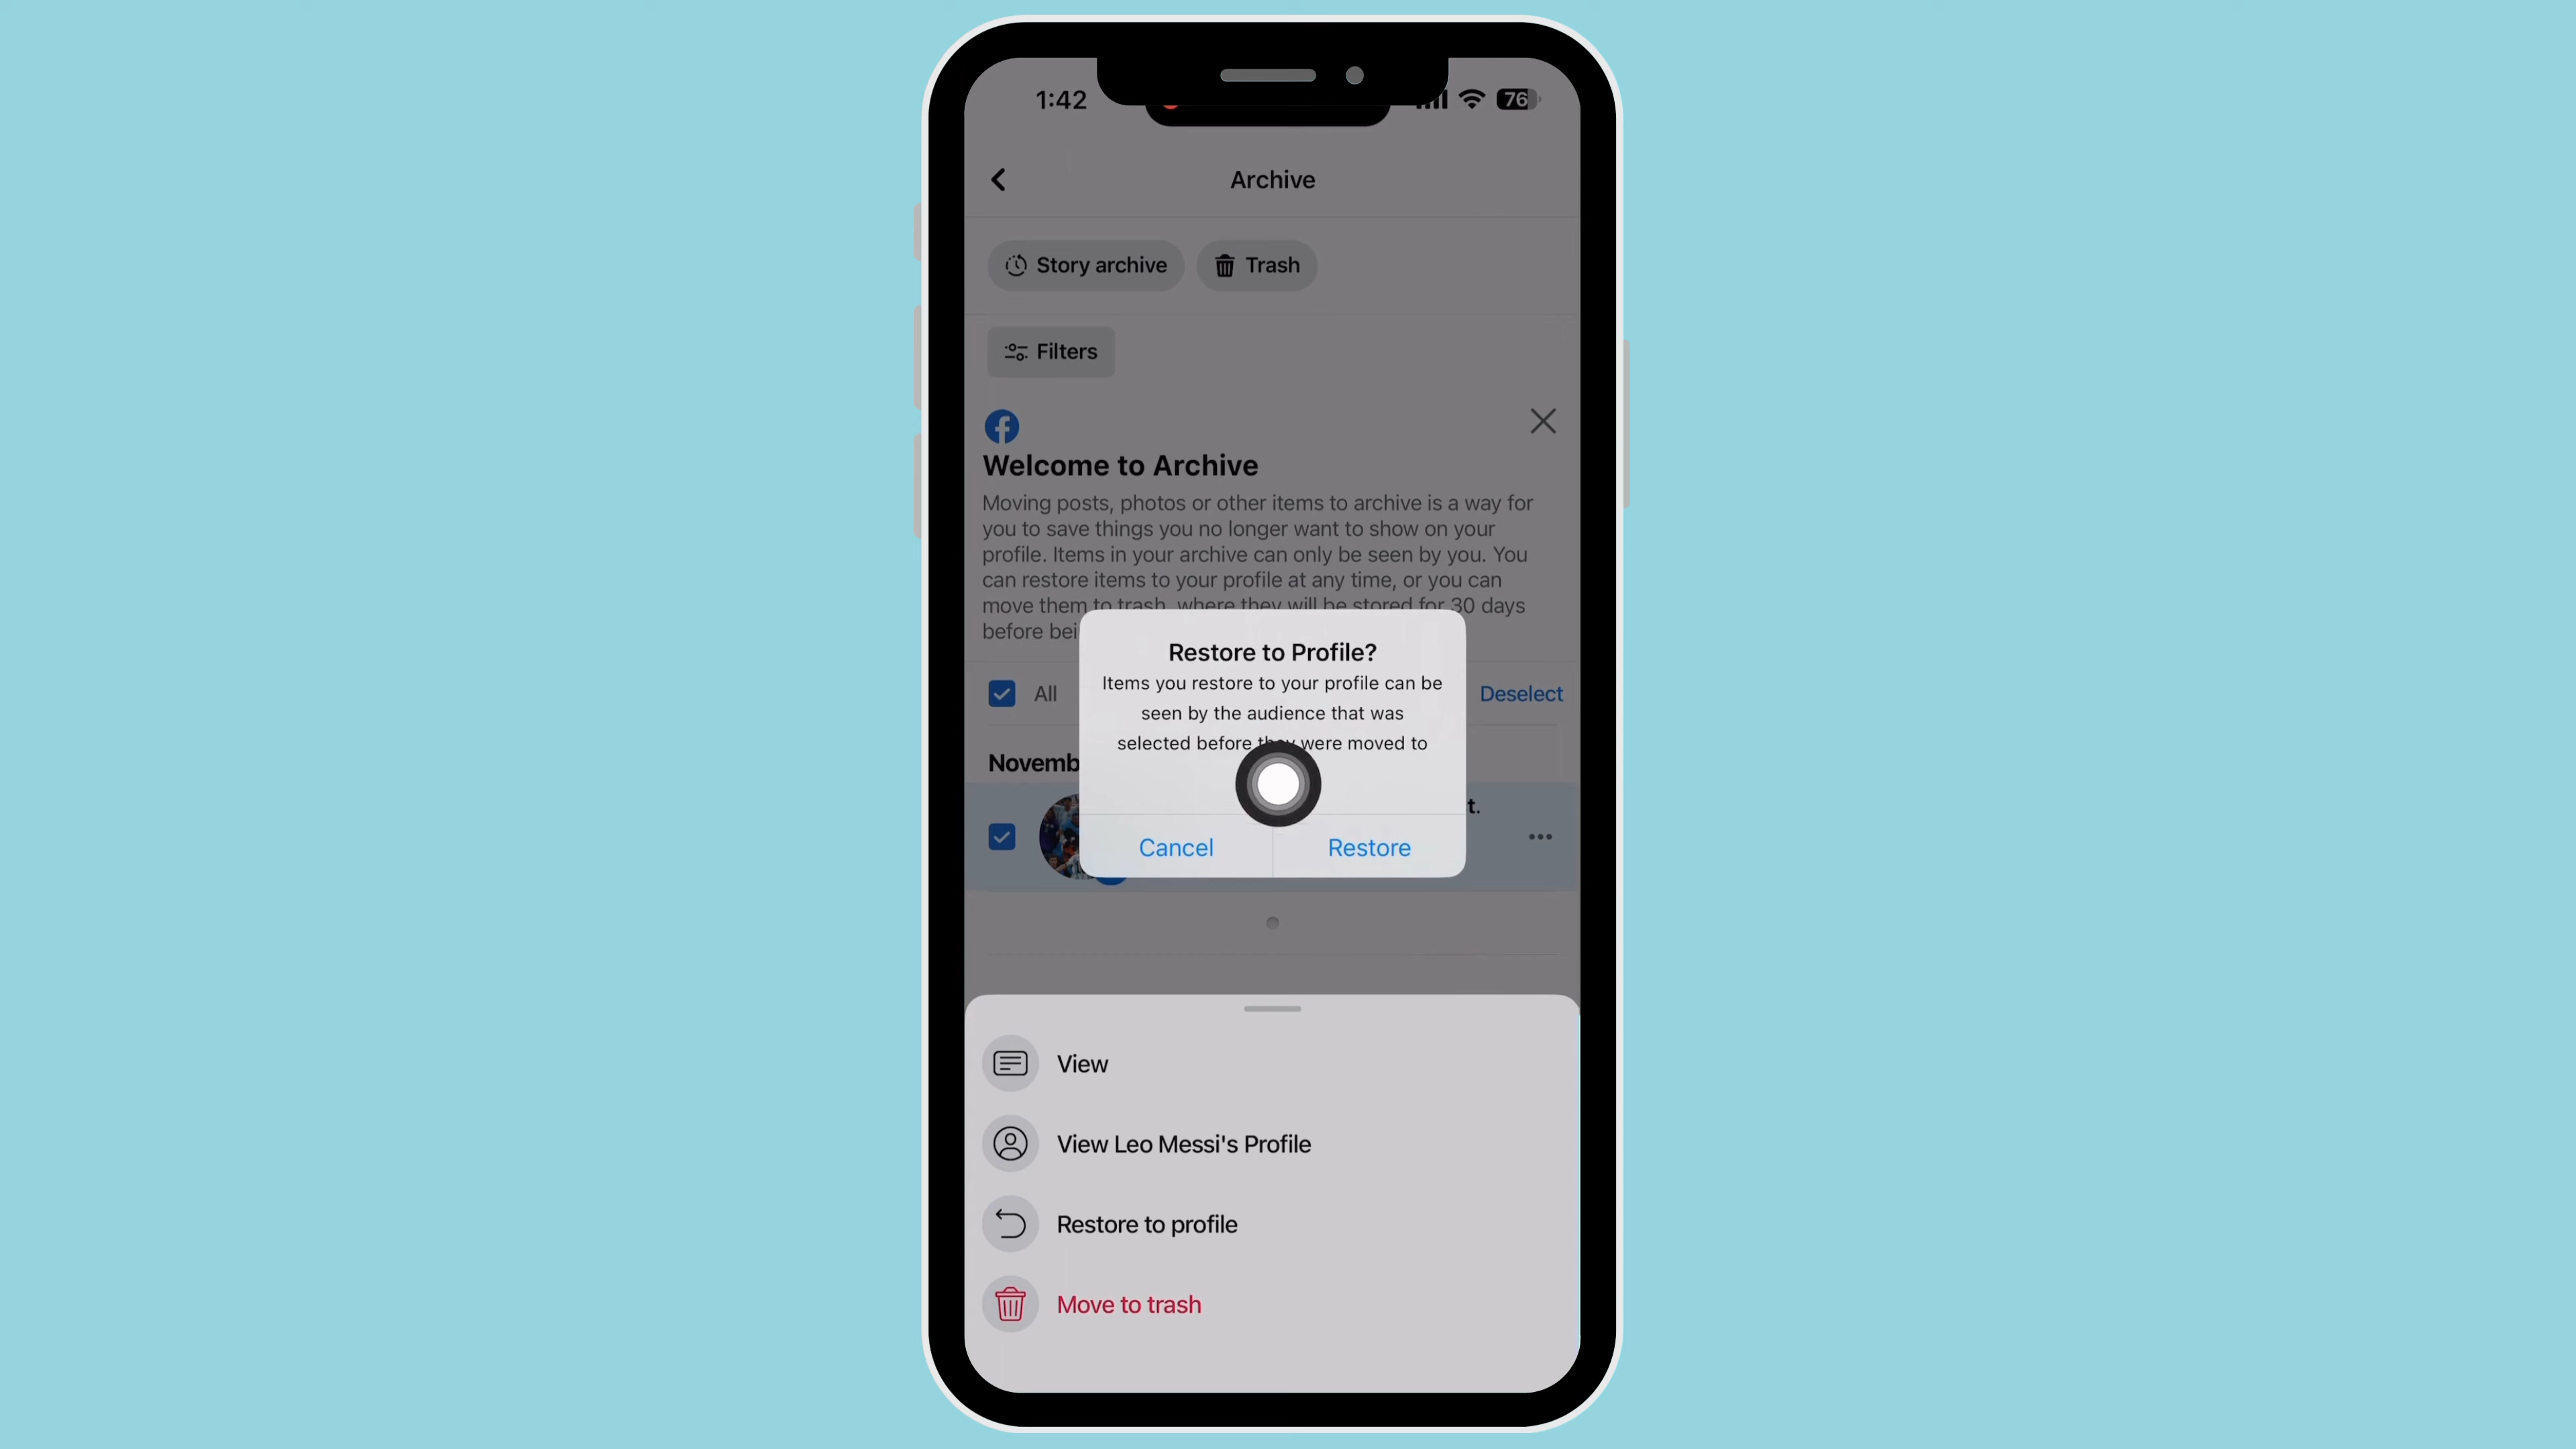 1:42
76
Archive
Story archive
Trash
Filters
Welcome to Archive
Moving posts, photos or other items to archive is a way for
you to save things you no longer want to show on your
profile. Items in your archive can only be seen by you. You
can restore items to your profile at any time, or you can
move them to trash, where they will be stored for 30 days
before bei
Restore to Profile?
Items you restore to your profile can be
seen by the audience that was
selected before they were moved to
Cancel
Restore
All
Deselect
Novemb
t.
View
View Leo Messi's Profile
Restore to profile
Move to trash